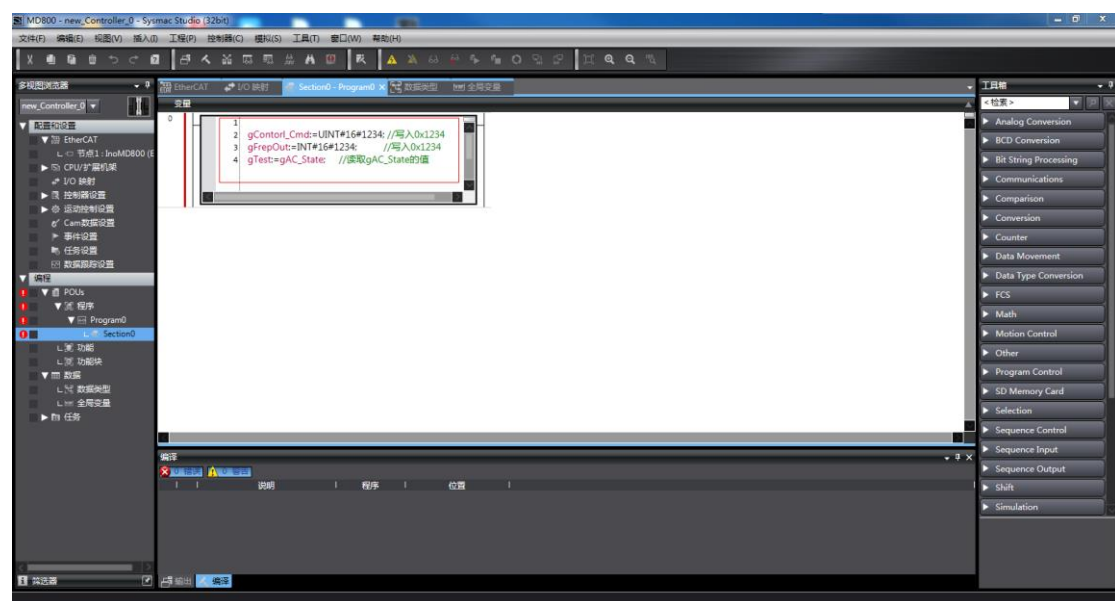 MD800 - new_Controller_0 - Sysmac Studio (32bit)
文件(F) 编辑(E) 视图(V) 插入(I) 工程(P) 控制器(C) 模拟(S) 工具(T) 窗口(W) 帮助(H)
多视图浏览器
new_Controller_0
配置和设置
EtherCAT
节点1 : InoMD800 (E
CPU/扩展机架
I/O 映射
控制器设置
运动控制设置
Cam数据设置
事件设置
任务设置
数据跟踪设置
编程
POUs
程序
Program0
Section0
功能
功能块
数据
数据类型
全局变量
任务
筛选器
EtherCAT I/O 映射 Section0 - Program0 数据类型 全局变量
变量
0
1
2 gContorl_Cmd:=UINT#16#1234; //写入0x1234
3 gFrepOut:=INT#16#1234; //写入0x1234
4 gTest:=gAC_State; //读取gAC_State的值
编译
0 错误 0 警告
说明 程序 位置
输出 编译
工具箱
<检索>
Analog Conversion
BCD Conversion
Bit String Processing
Communications
Comparison
Conversion
Counter
Data Movement
Data Type Conversion
FCS
Math
Motion Control
Other
Program Control
SD Memory Card
Selection
Sequence Control
Sequence Input
Sequence Output
Shift
Simulation